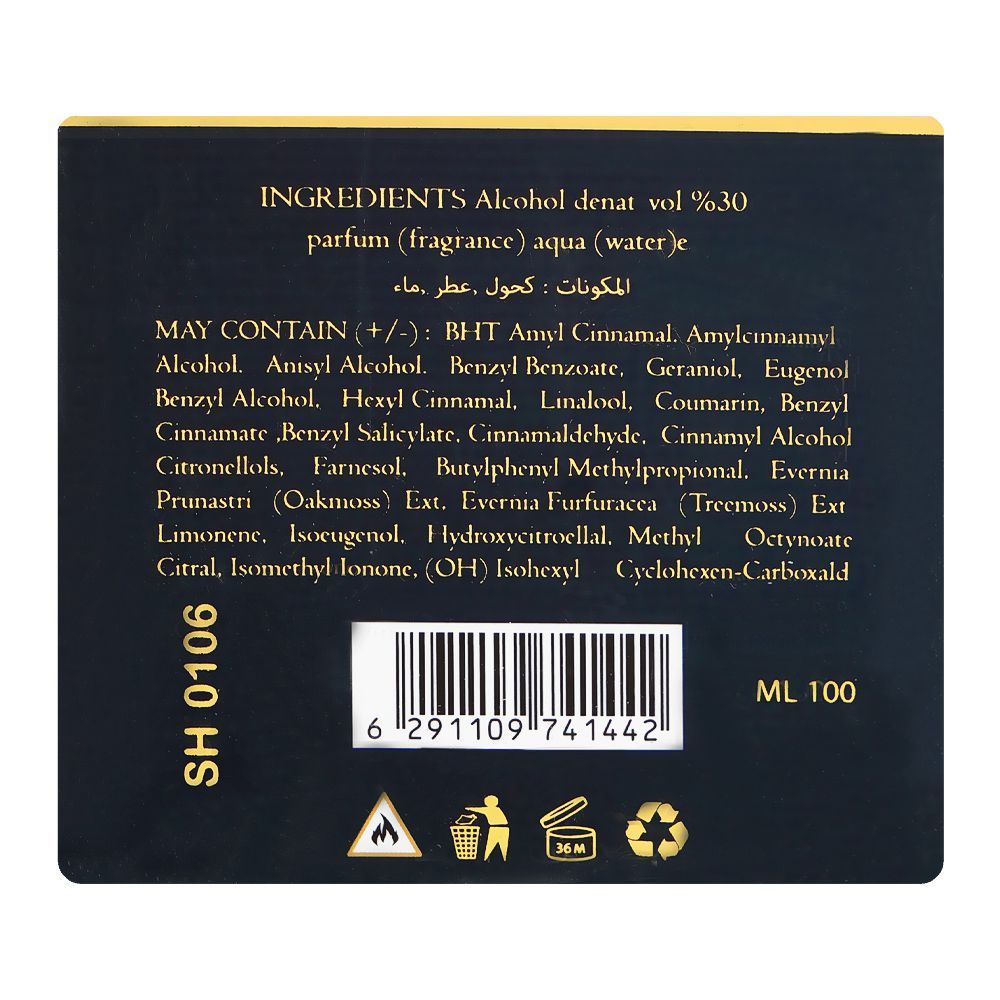 INGREDIENTS Alcohol denat vol %30
parfum (fragrance) aqua (water)e
المكونات : كحول ,عطر ,ماء
MAY CONTAIN (+/-) : BHT Amyl Cinnamal. Amylcinnamyl
Alcohol. Anisyl Alcohol. Benzyl Benzoate, Geraniol, Eugenol
Benzyl Alcohol, Hexyl Cinnamal, Linalool, Coumarin, Benzyl
Cinnamate ,Benzyl Salicylate, Cinnamaldehyde, Cinnamyl Alcohol
Citronellols, Farnesol, Butylphenyl Methylpropional, Evernia
Prunastri (Oakmoss) Ext, Evernia Furfuracea (Treemoss) Ext
Limonene, Isoeugenol, Hydroxycitroellal, Methyl Octynoate
Citral, Isomethyl Ionone, (OH) Isohexyl Cyclohexen-Carboxald
SH 0106
6 291109 741442
ML 100
36M